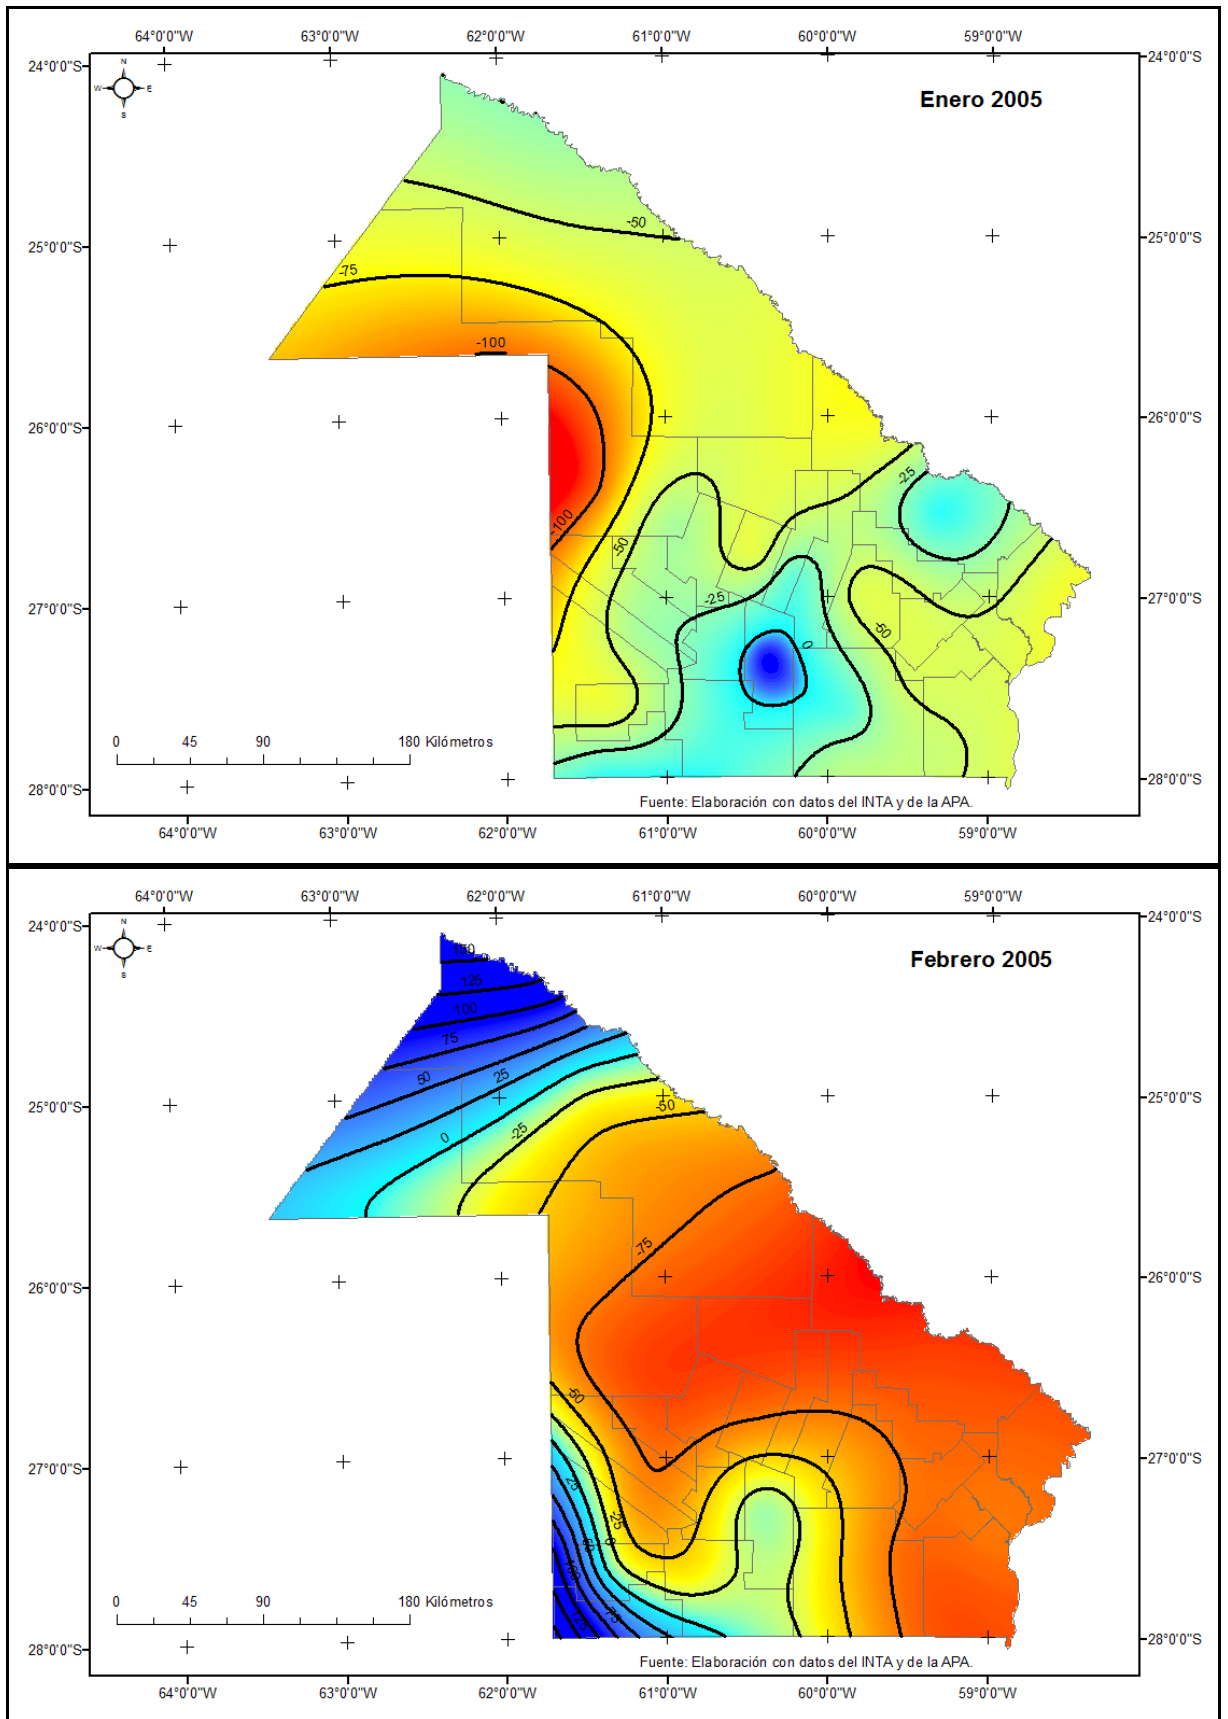 64°0'0"W 63°0'0"W 62°0'0"W 61°0'0"W 60°0'0"W 59°0'0"W
24°0'0"S 24°0'0"S
N
W E
S
Enero 2005
-50
25°0'0"S 25°0'0"S
-75
-100
26°0'0"S 26°0'0"S
-25
-100
-50
27°0'0"S 27°0'0"S
-25
-50
0
0 45 90 180 Kilómetros
28°0'0"S 28°0'0"S
Fuente: Elaboración con datos del INTA y de la APA.
64°0'0"W 63°0'0"W 62°0'0"W 61°0'0"W 60°0'0"W 59°0'0"W
64°0'0"W 63°0'0"W 62°0'0"W 61°0'0"W 60°0'0"W 59°0'0"W
24°0'0"S 24°0'0"S
N
W E
S
Febrero 2005
150
125
100
75
50 25
25°0'0"S 25°0'0"S
-50
0 -25
-75
26°0'0"S 26°0'0"S
-50
27°0'0"S 27°0'0"S
25
-25
0
50
100
75
125
0 45 90 180 Kilómetros
28°0'0"S 28°0'0"S
Fuente: Elaboración con datos del INTA y de la APA.
64°0'0"W 63°0'0"W 62°0'0"W 61°0'0"W 60°0'0"W 59°0'0"W